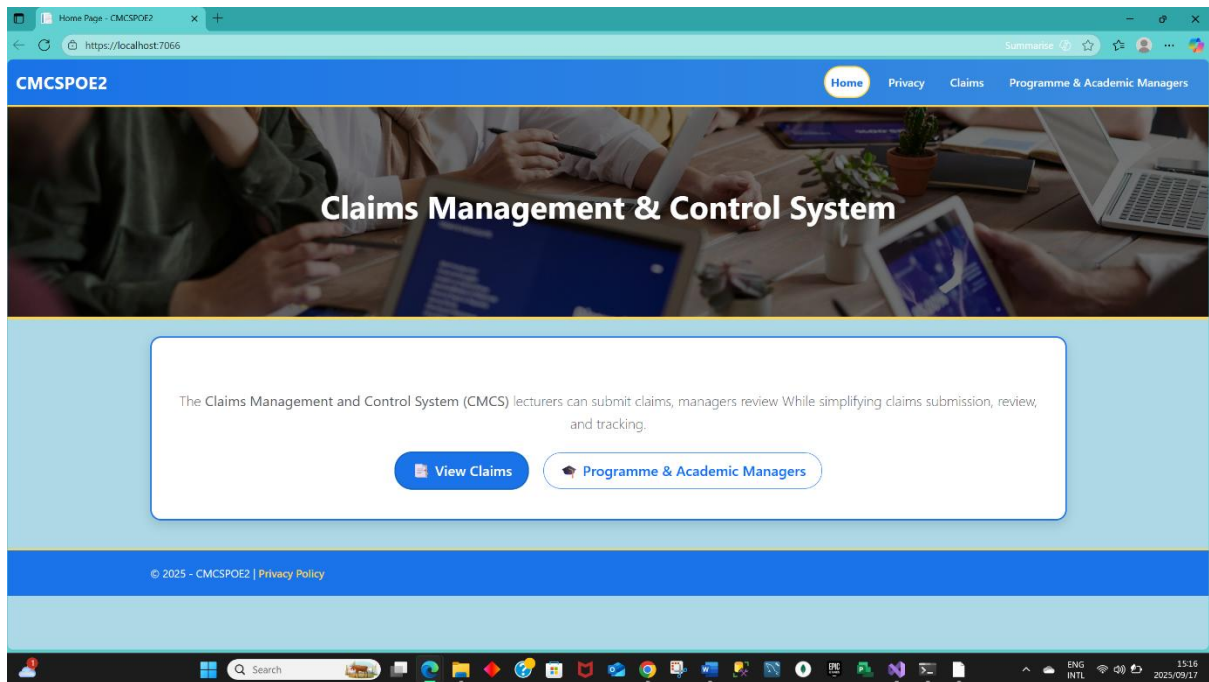 Home Page - CMCSPOE2
https://localhost:7066
Summarise
CMCSPOE2
Home
Privacy
Claims
Programme & Academic Managers
Claims Management & Control System
The Claims Management and Control System (CMCS) lecturers can submit claims, managers review While simplifying claims submission, review,
and tracking.
View Claims
Programme & Academic Managers
© 2025 - CMCSPOE2 | Privacy Policy
Search
ENG
INTL
15:16
2025/09/17